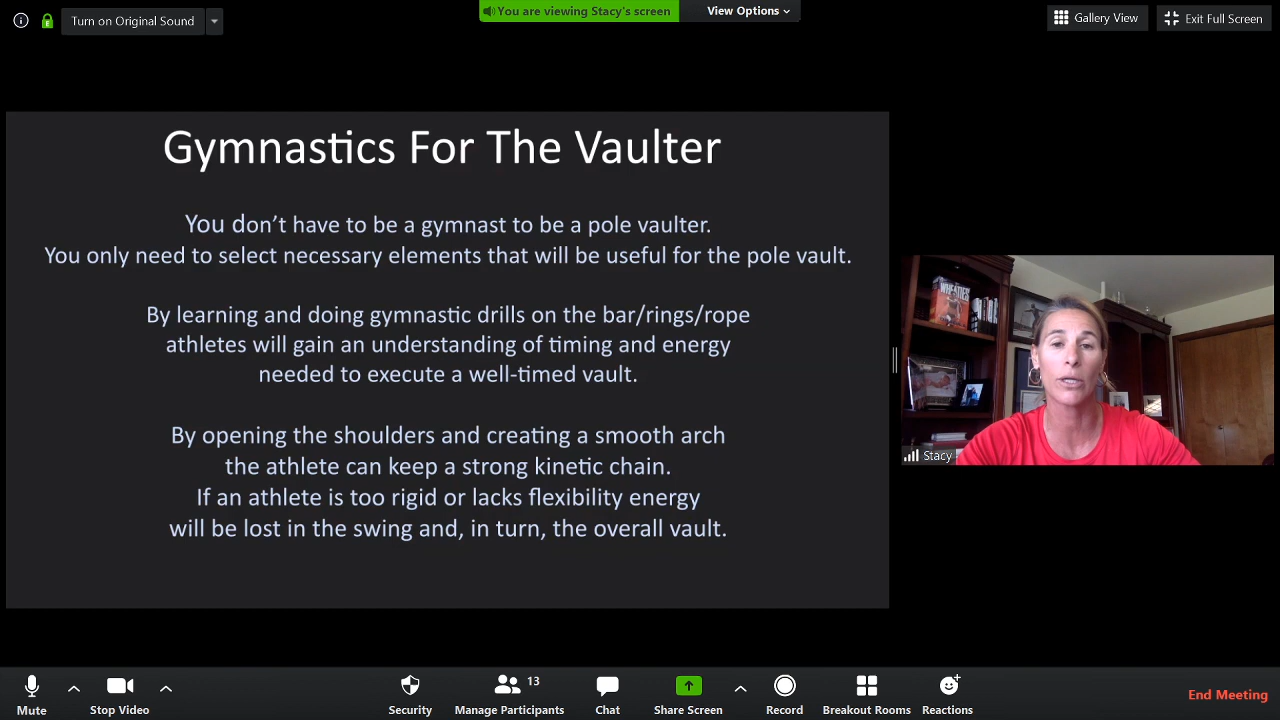 Turn on Original Sound
You are viewing Stacy's screen
View Options
Gallery View
Exit Full Screen
Gymnastics For The Vaulter
You don't have to be a gymnast to be a pole vaulter.
You only need to select necessary elements that will be useful for the pole vault.
By learning and doing gymnastic drills on the bar/rings/rope
athletes will gain an understanding of timing and energy
needed to execute a well-timed vault.
By opening the shoulders and creating a smooth arch
the athlete can keep a strong kinetic chain.
If an athlete is too rigid or lacks flexibility energy
will be lost in the swing and, in turn, the overall vault.
WHEATIES
Stacy
Mute
Stop Video
Security
13
Manage Participants
Chat
Share Screen
Record
Breakout Rooms
Reactions
End Meeting